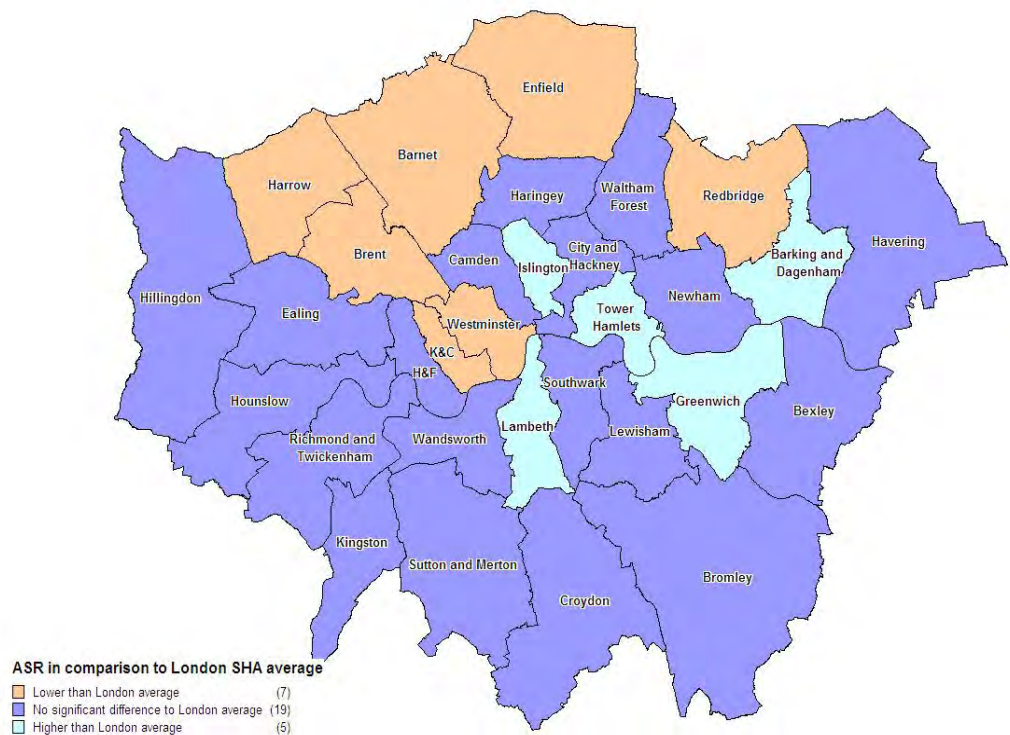 Enfield
Barnet
Harrow
Haringey
Waltham
Forest
Redbridge
Brent
Camden
Islington
City and
Hackney
Barking and
Dagenham
Havering
Hillingdon
Ealing
Westminster
Tower
Hamlets
Newham
K&C
H&F
Hounslow
Southwark
Greenwich
Bexley
Richmond and
Twickenham
Wandsworth
Lambeth
Lewisham
Kingston
Sutton and Merton
Croydon
Bromley
ASR in comparison to London SHA average
Lower than London average (7)
No significant difference to London average (19)
Higher than London average (5)